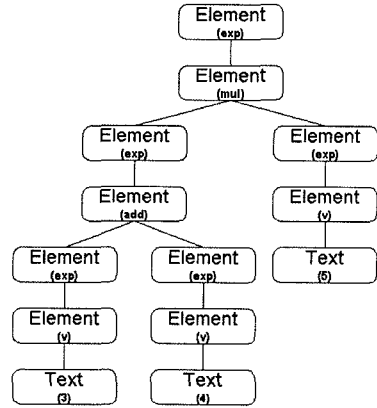 Element
(exp)
Element
(mul)
Element
(exp)
Element
(exp)
Element
(add)
Element
(v)
Element
(exp)
Element
(exp)
Text
(5)
Element
(v)
Element
(v)
Text
(3)
Text
(4)